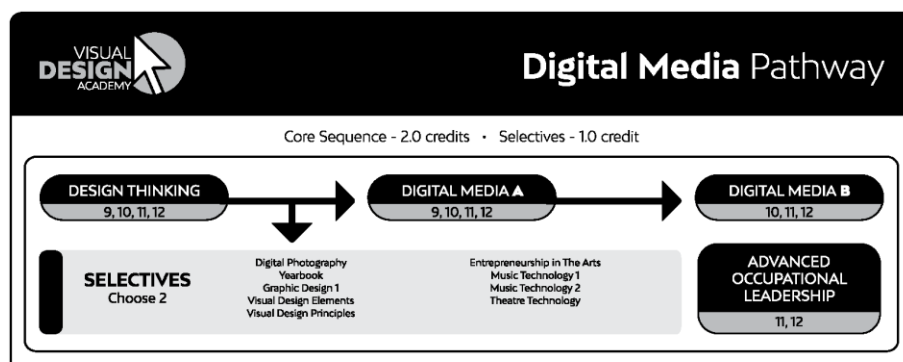 VISUAL
DESIGN
ACADEMY
Digital Media Pathway
Core Sequence - 2.0 credits • Selectives - 1.0 credit
DESIGN THINKING
9, 10, 11, 12
DIGITAL MEDIA A
9, 10, 11, 12
DIGITAL MEDIA B
10, 11, 12
SELECTIVES
Choose 2
Digital Photography
Yearbook
Graphic Design 1
Visual Design Elements
Visual Design Principles
Entrepreneurship in The Arts
Music Technology 1
Music Technology 2
Theatre Technology
ADVANCED
OCCUPATIONAL
LEADERSHIP
11, 12